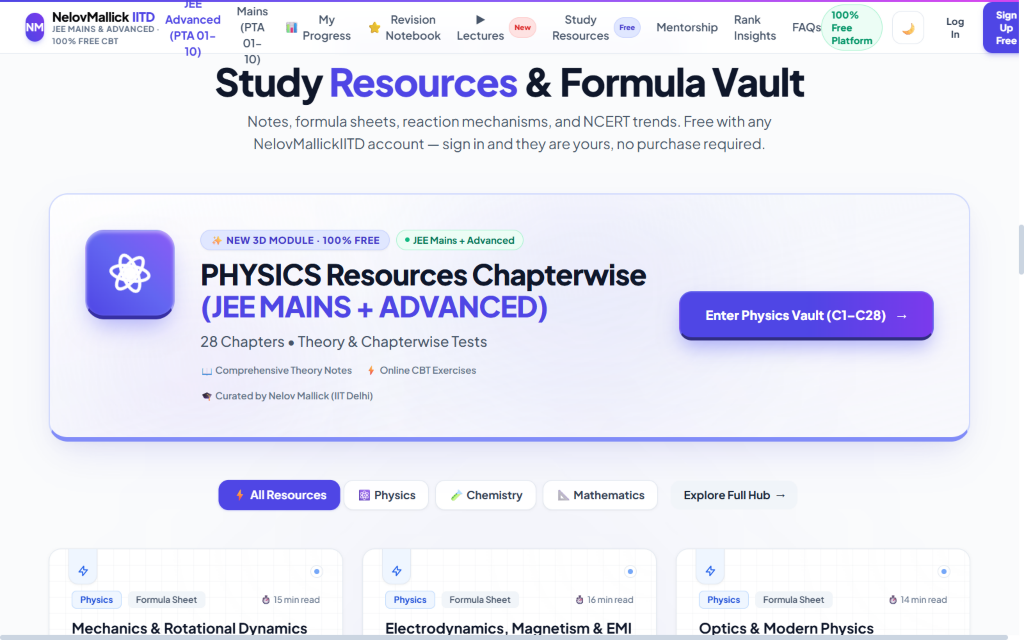 NM
NelovMallick IITD
JEE MAINS & ADVANCED ·
100% FREE CBT
JEE
Advanced
(PTA 01–
10)
Mains
(PTA
01–
10)
📊 My
Progress
⭐ Revision
Notebook
▶
Lectures
New
Study
Resources
Free
Mentorship
Rank
Insights
FAQs
100%
Free
Platform
🌙
Log
In
Sign
Up
Free
Study Resources & Formula Vault
Notes, formula sheets, reaction mechanisms, and NCERT trends. Free with any
NelovMallickIITD account — sign in and they are yours, no purchase required.
✨ NEW 3D MODULE · 100% FREE
JEE Mains + Advanced
PHYSICS Resources Chapterwise
(JEE MAINS + ADVANCED)
28 Chapters • Theory & Chapterwise Tests
📖 Comprehensive Theory Notes
⚡ Online CBT Exercises
🎓 Curated by Nelov Mallick (IIT Delhi)
Enter Physics Vault (C1–C28) →
⚡ All Resources
⚛️ Physics
🧪 Chemistry
📐 Mathematics
Explore Full Hub →
Physics
Formula Sheet
⏱ 15 min read
Mechanics & Rotational Dynamics
Physics
Formula Sheet
⏱ 16 min read
Electrodynamics, Magnetism & EMI
Physics
Formula Sheet
⏱ 14 min read
Optics & Modern Physics